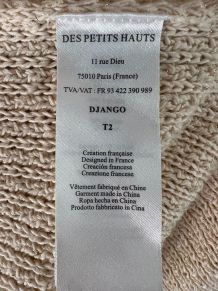 DES PETITS HAUTS
11 rue Dieu
75010 Paris (France)
TVA/VAT : FR 93 422 390 989
DJANGO
T2
Création française
Designed in France
Creación francesa
Creazione francese
Vêtement fabriqué en Chine
Garment made in China
Ropa hecha en China
Prodotto fabbricato in Cina